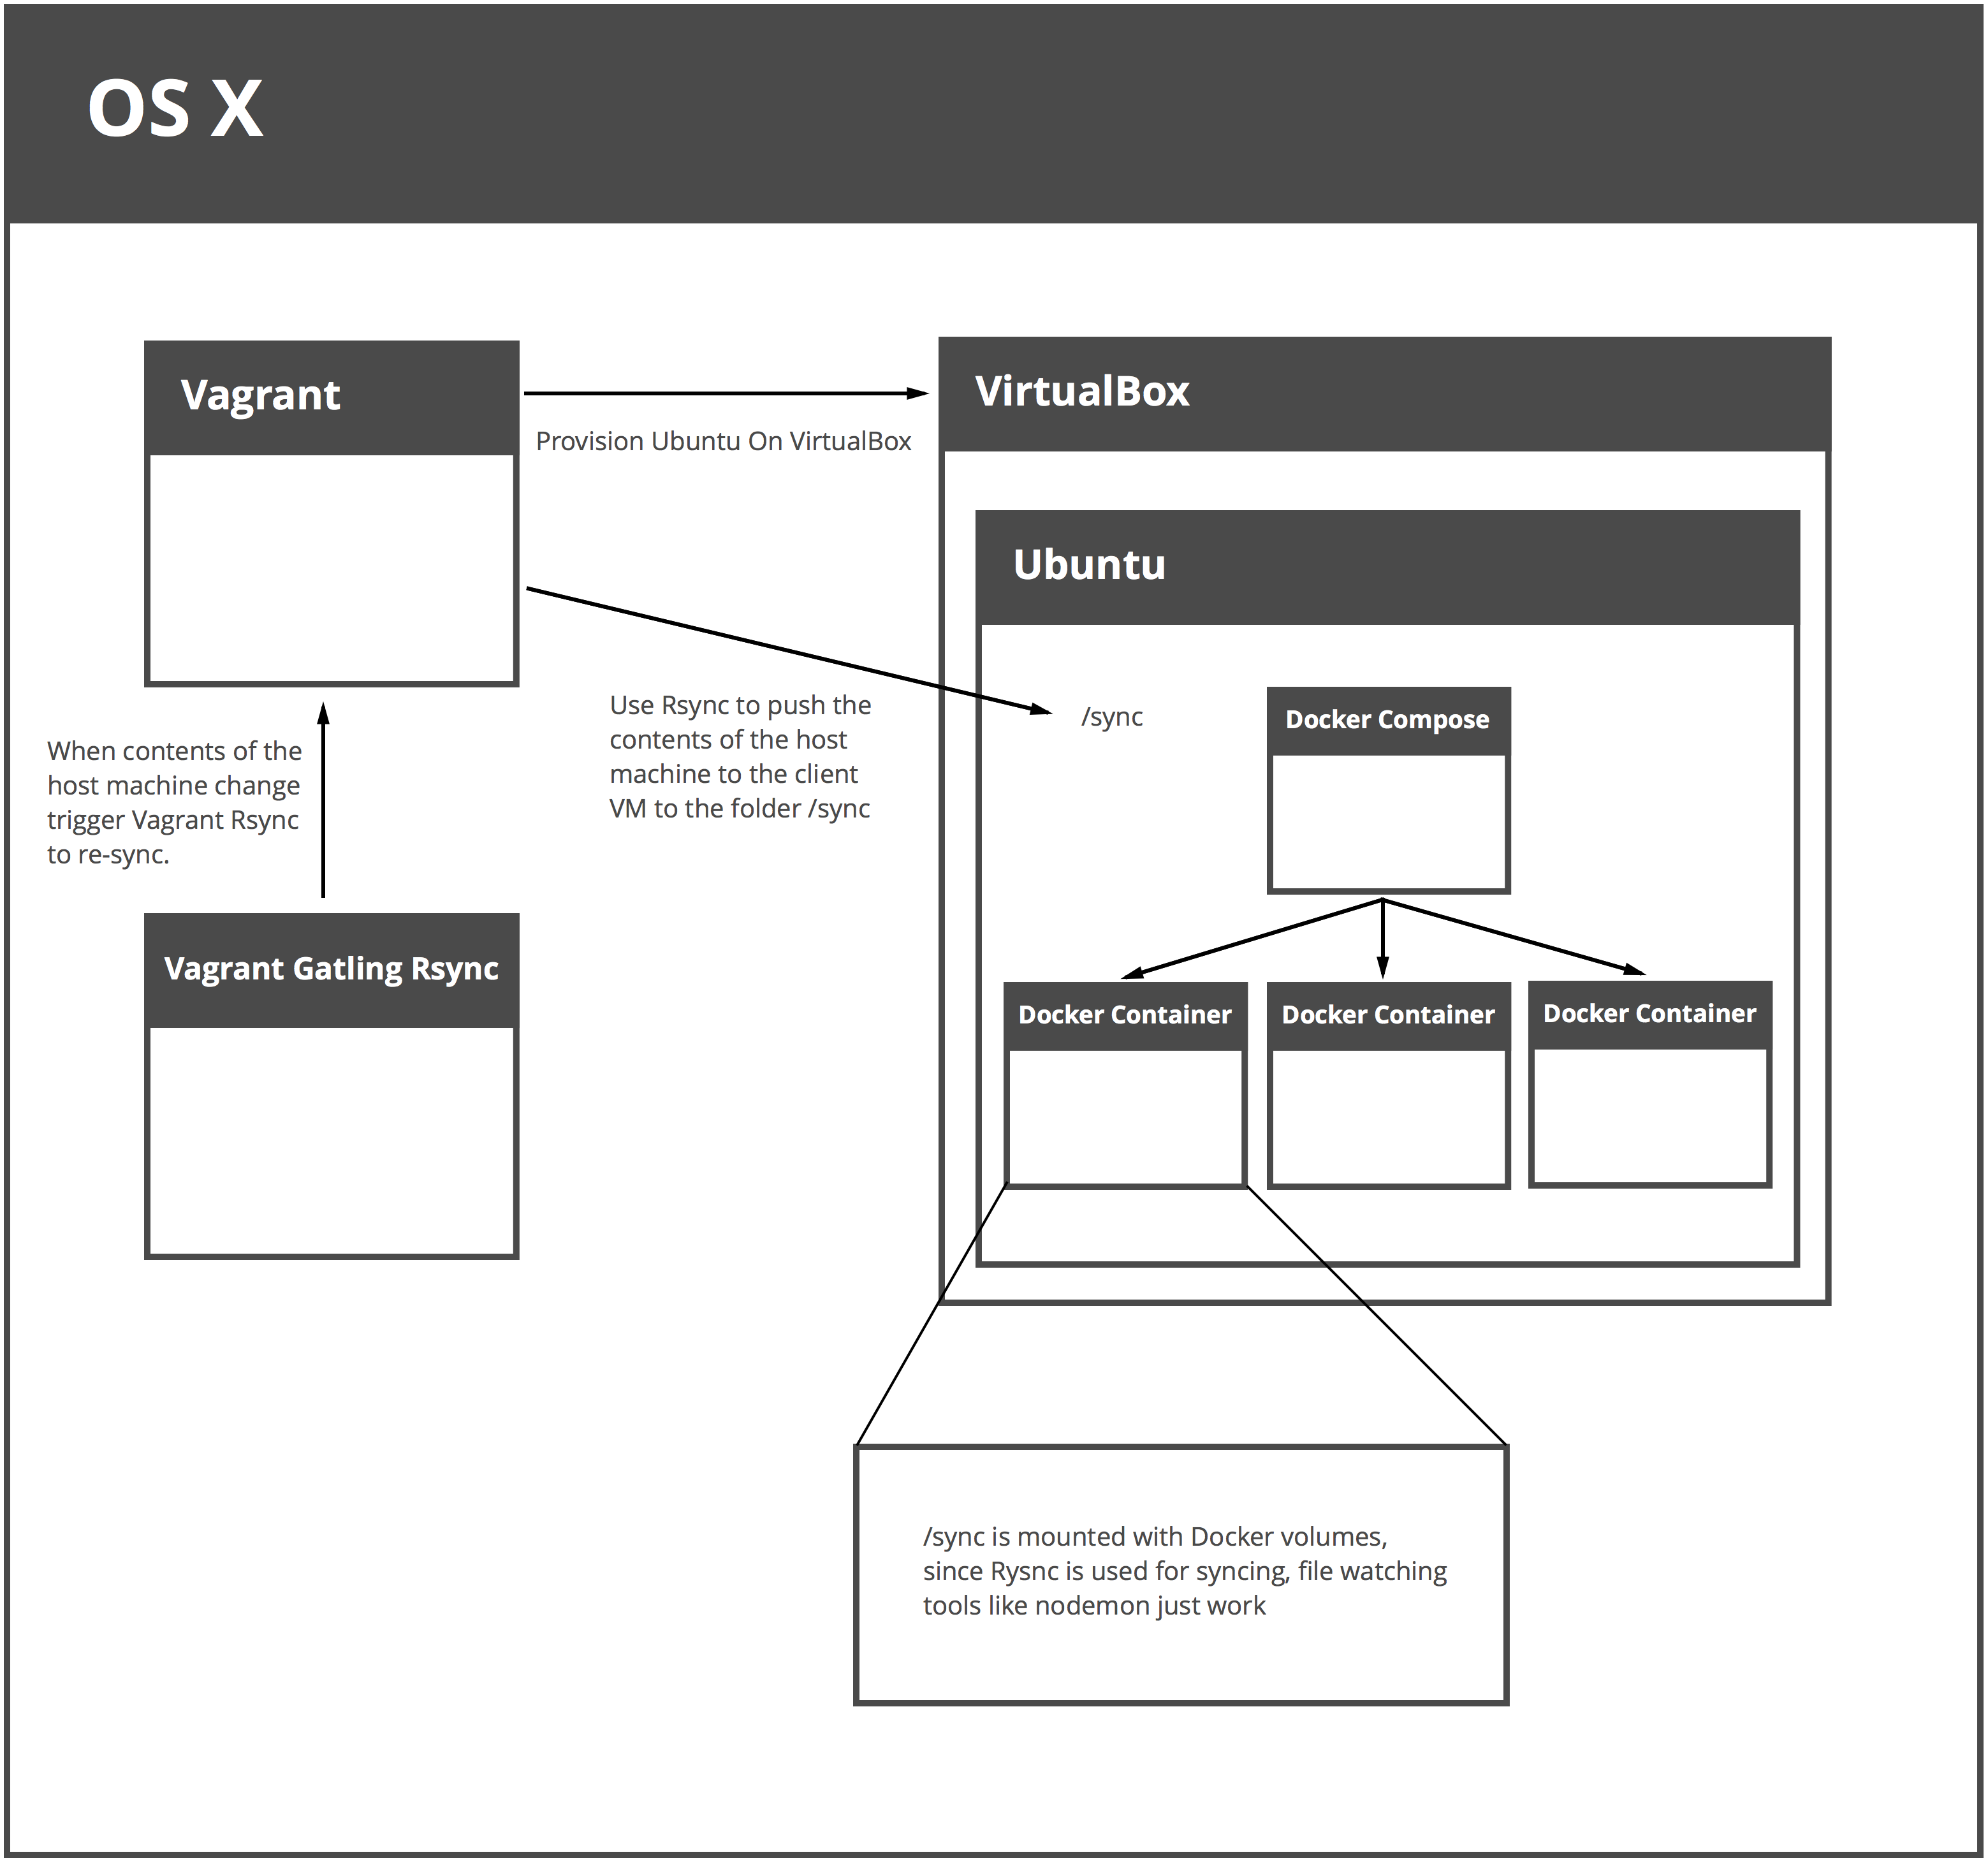 OS X
Vagrant
Provision Ubuntu On VirtualBox
VirtualBox
Ubuntu
Use Rsync to push the
contents of the host
machine to the client
VM to the folder /sync
/sync
Docker Compose
When contents of the
host machine change
trigger Vagrant Rsync
to re-sync.
Vagrant Gatling Rsync
Docker Container
Docker Container
Docker Container
/sync is mounted with Docker volumes,
since Rysnc is used for syncing, file watching
tools like nodemon just work